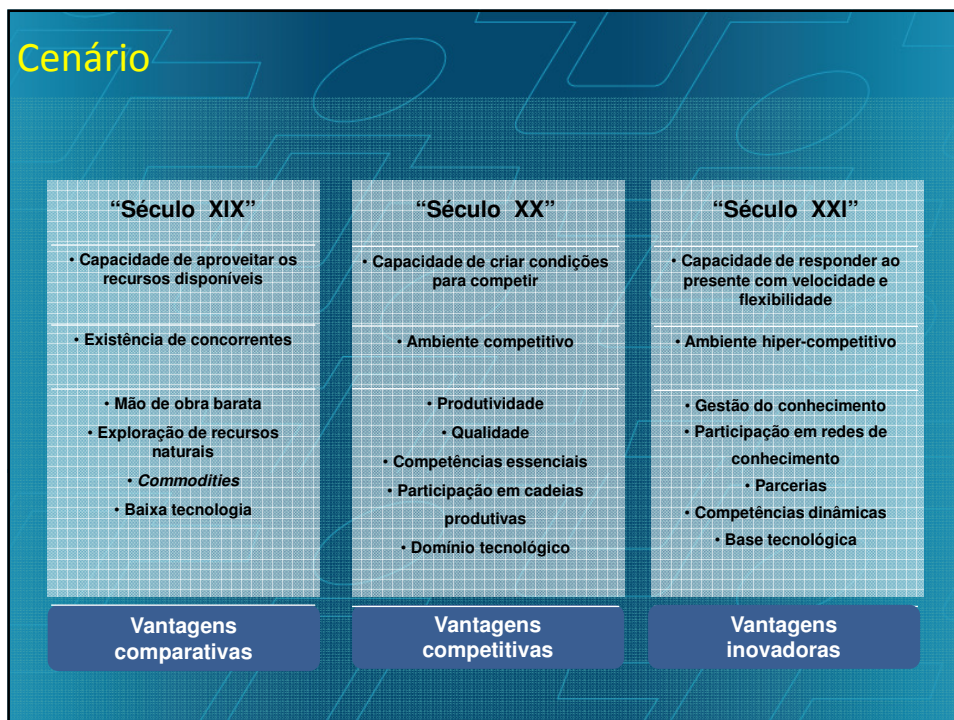 Cenário
“Século XIX”
• Capacidade de aproveitar os
recursos disponíveis
• Existência de concorrentes
• Mão de obra barata
• Exploração de recursos
naturais
• Commodities
• Baixa tecnologia
Vantagens
comparativas
“Século XX”
• Capacidade de criar condições
para competir
• Ambiente competitivo
• Produtividade
• Qualidade
• Competências essenciais
• Participação em cadeias
produtivas
• Domínio tecnológico
Vantagens
competitivas
“Século XXI”
• Capacidade de responder ao
presente com velocidade e
flexibilidade
• Ambiente hiper-competitivo
• Gestão do conhecimento
• Participação em redes de
conhecimento
• Parcerias
• Competências dinâmicas
• Base tecnológica
Vantagens
inovadoras